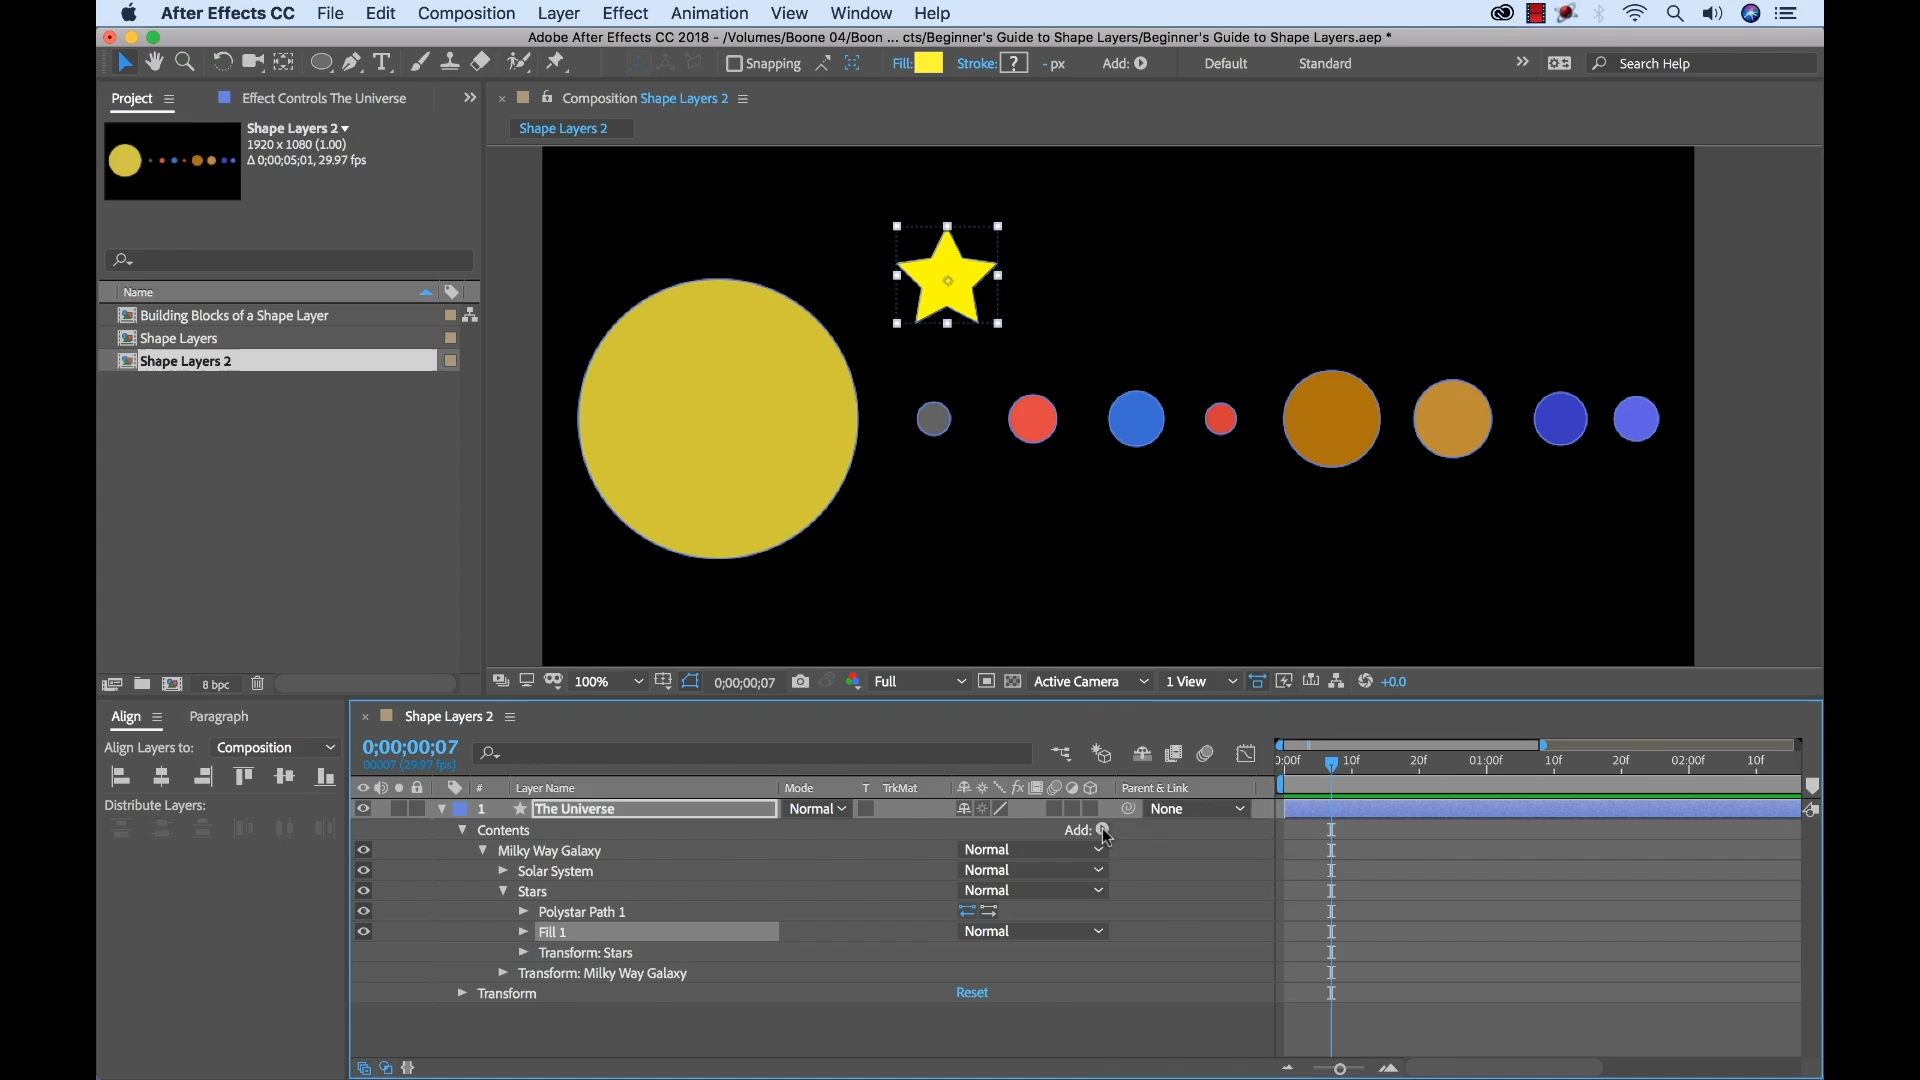 After Effects CC File Edit Composition Layer Effect Animation View Window Help
Adobe After Effects CC 2018 - /Volumes/Boone 04/Boon ... cts/Beginner's Guide to Shape Layers/Beginner's Guide to Shape Layers.aep *
Snapping Fill: Stroke: ? - px Add: Default Standard Search Help
Project Effect Controls The Universe
Composition Shape Layers 2
Shape Layers 2
Shape Layers 2
1920 x 1080 (1.00)
Δ 0;00;05;01, 29.97 fps
Name
Building Blocks of a Shape Layer
Shape Layers
Shape Layers 2
8 bpc
100% 0;00;00;07 Full Active Camera 1 View +0.0
Align Paragraph
Align Layers to: Composition
Distribute Layers:
Shape Layers 2
0;00;00;07
00007 (29.97 fps)
0:00f 10f 20f 01:00f 10f 20f 02:00f 10f
# Layer Name Mode T TrkMat Parent & Link
1 The Universe Normal None
Contents Add:
Milky Way Galaxy Normal
Solar System Normal
Stars Normal
Polystar Path 1
Fill 1 Normal
Transform: Stars
Transform: Milky Way Galaxy
Transform Reset